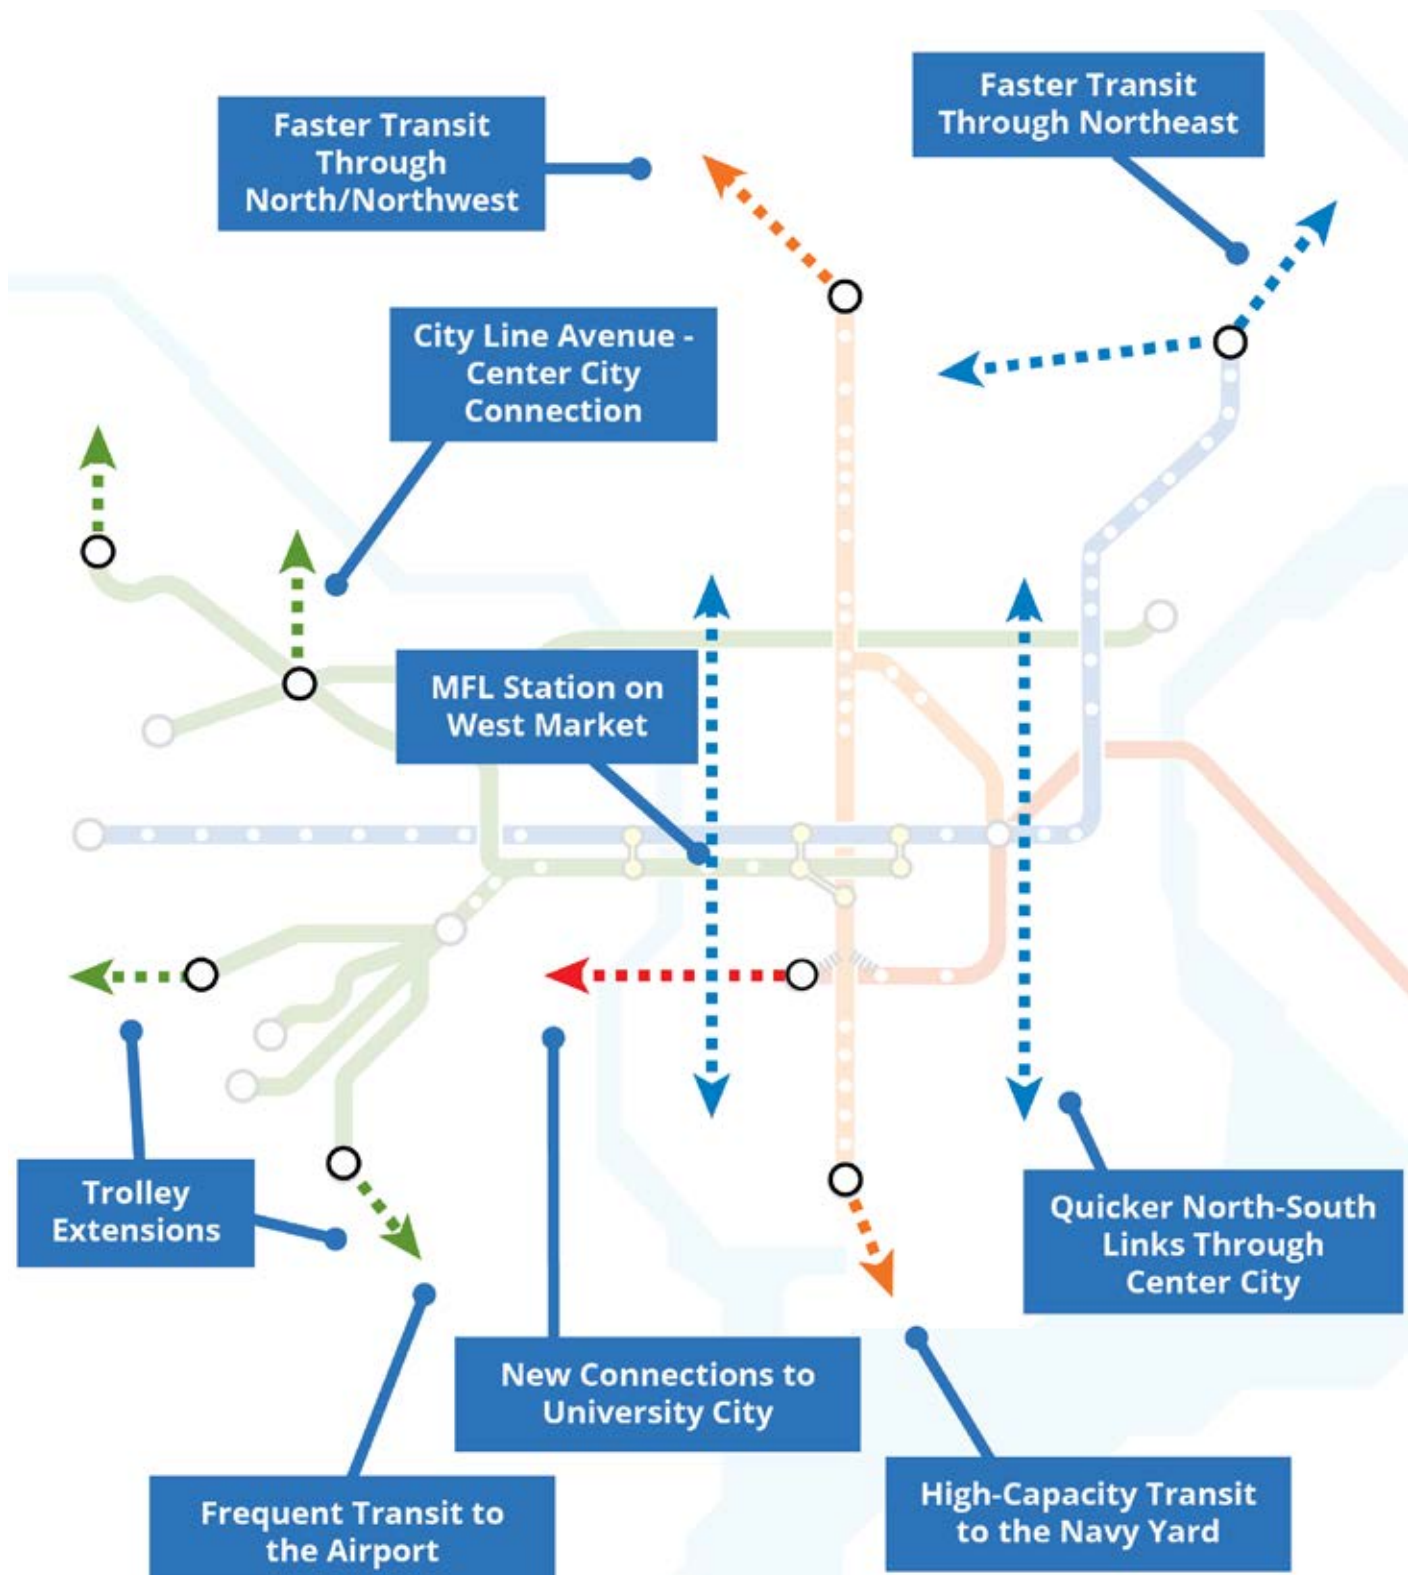 Faster Transit
Through Northeast
Faster Transit
Through
North/Northwest
City Line Avenue -
Center City
Connection
MFL Station on
West Market
Trolley
Extensions
Quicker North-South
Links Through
Center City
New Connections to
University City
Frequent Transit to
the Airport
High-Capacity Transit
to the Navy Yard